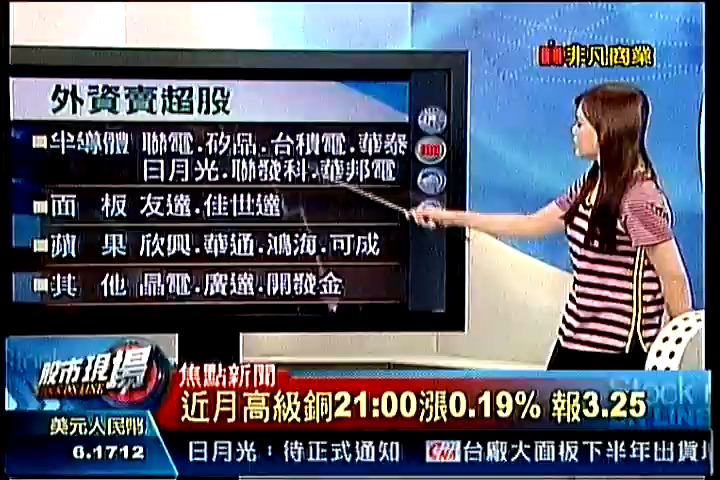 非凡商業
外資賣超股
半導體 聯電.矽品.台積電.華泰
日月光.聯發科.華邦電
面 板 友達.佳世達
蘋 果 欣興.華通.鴻海.可成
其 他 晶電.廣達.開發金
股市現場
焦點新聞
近月高級銅21:00漲0.19% 報3.25
美元人民幣
6.1712
日月光：待正式通知
台廠大面板下半年出貨